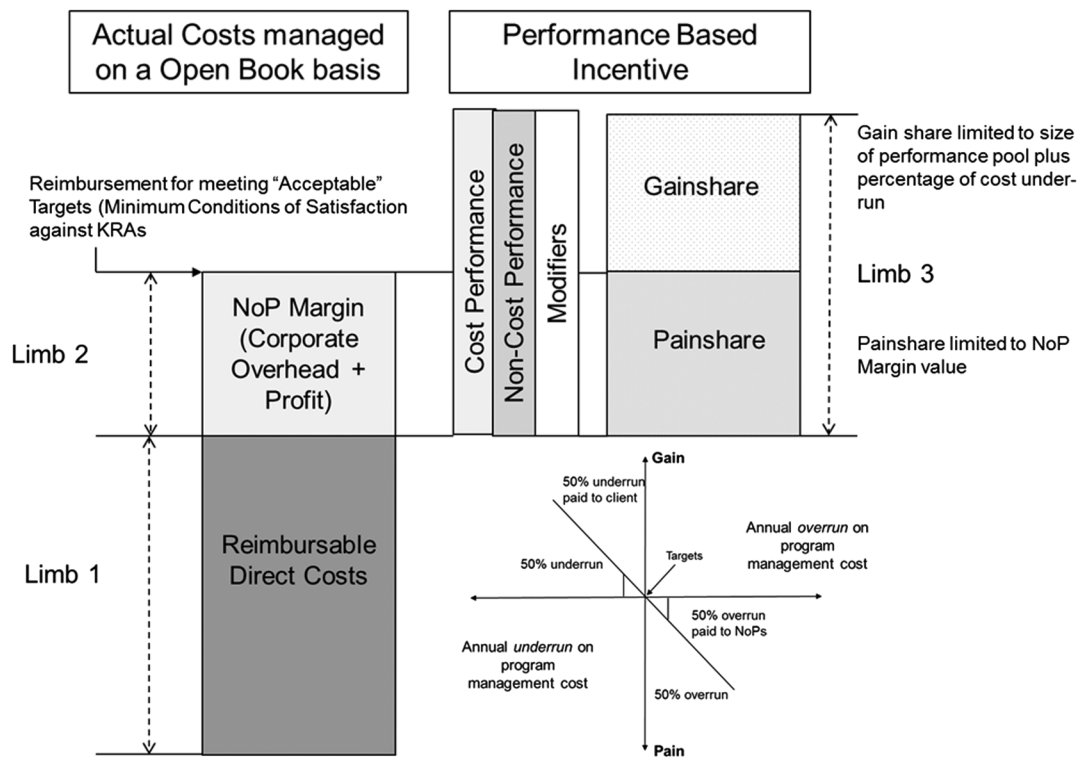 Actual Costs managed
on a Open Book basis
Performance Based
Incentive
Reimbursement for meeting “Acceptable”
Targets (Minimum Conditions of Satisfaction
against KRAs
Limb 2
NoP Margin
(Corporate
Overhead +
Profit)
Limb 1
Reimbursable
Direct Costs
Cost Performance
Non-Cost Performance
Modifiers
Gainshare
Painshare
Gain share limited to size
of performance pool plus
percentage of cost under-
run
Limb 3
Painshare limited to NoP
Margin value
Gain
50% underrun
paid to client
50% underrun
Targets
Annual overrun on
program
management cost
50% overrun
paid to NoPs
Annual underrun on
program
management cost
50% overrun
Pain